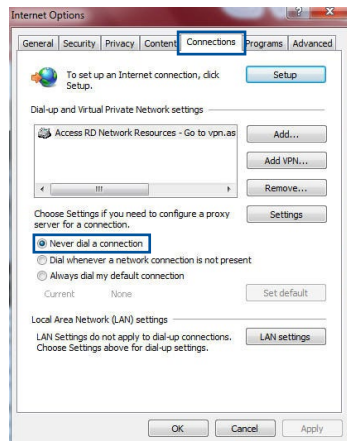 Internet Options
General Security Privacy Content Connections Programs Advanced
To set up an Internet connection, click
Setup.
Setup
Dial-up and Virtual Private Network settings
Access RD Network Resources - Go to vpn.as
Add...
Add VPN...
Remove...
Choose Settings if you need to configure a proxy
server for a connection.
Settings
Never dial a connection
Dial whenever a network connection is not present
Always dial my default connection
Current None
Set default
Local Area Network (LAN) settings
LAN Settings do not apply to dial-up connections.
Choose Settings above for dial-up settings.
LAN settings
OK Cancel Apply